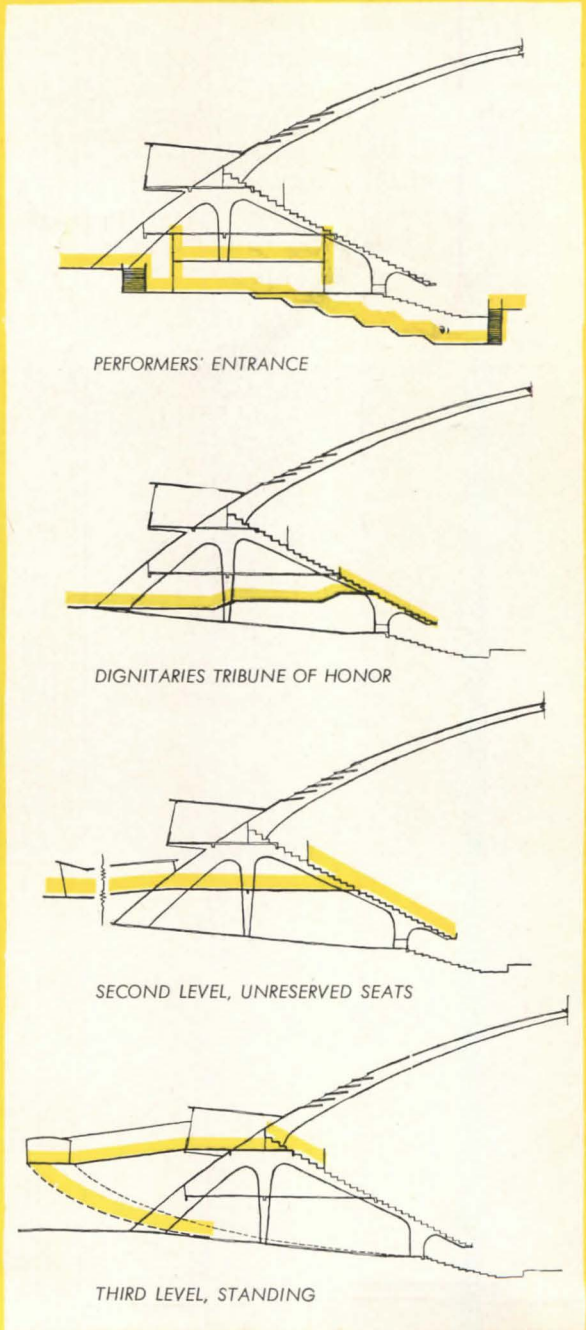 PERFORMERS' ENTRANCE
DIGNITARIES TRIBUNE OF HONOR
SECOND LEVEL, UNRESERVED SEATS
THIRD LEVEL, STANDING